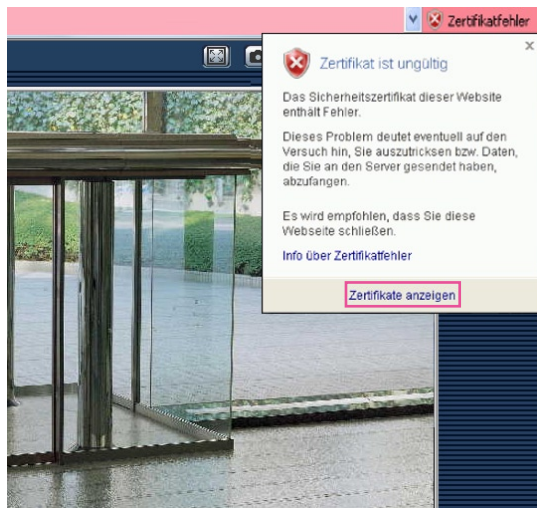 Zertifikatfehler
Zertifikat ist ungültig
Das Sicherheitszertifikat dieser Website
enthält Fehler.
Dieses Problem deutet eventuell auf den
Versuch hin, Sie auszutricksen bzw. Daten,
die Sie an den Server gesendet haben,
abzufangen.
Es wird empfohlen, dass Sie diese
Webseite schließen.
Info über Zertifikatfehler
Zertifikate anzeigen